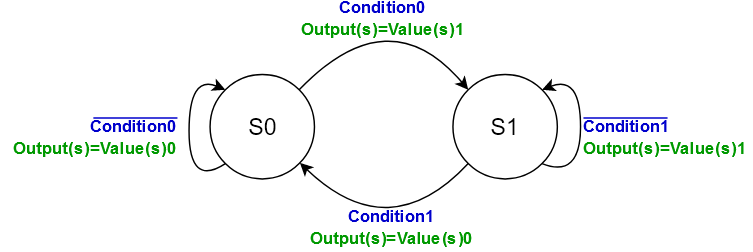 Condition0
Output(s)=Value(s)1
Condition0
Output(s)=Value(s)0
S0
S1
Condition1
Output(s)=Value(s)1
Condition1
Output(s)=Value(s)0